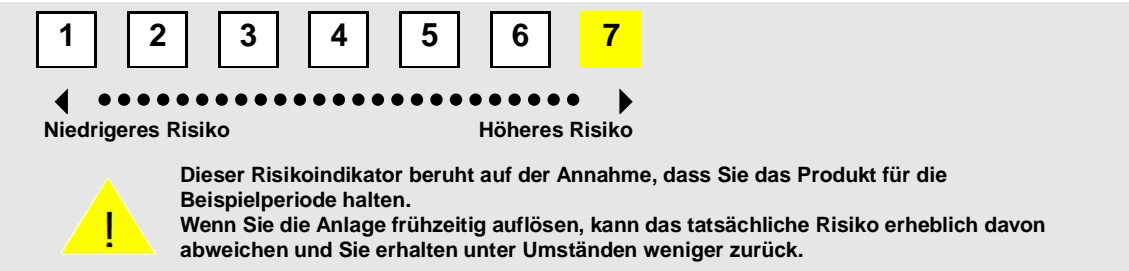 1 2 3 4 5 6 7
Niedrigeres Risiko Höheres Risiko
!
Dieser Risikoindikator beruht auf der Annahme, dass Sie das Produkt für die
Beispielperiode halten.
Wenn Sie die Anlage frühzeitig auflösen, kann das tatsächliche Risiko erheblich davon
abweichen und Sie erhalten unter Umständen weniger zurück.